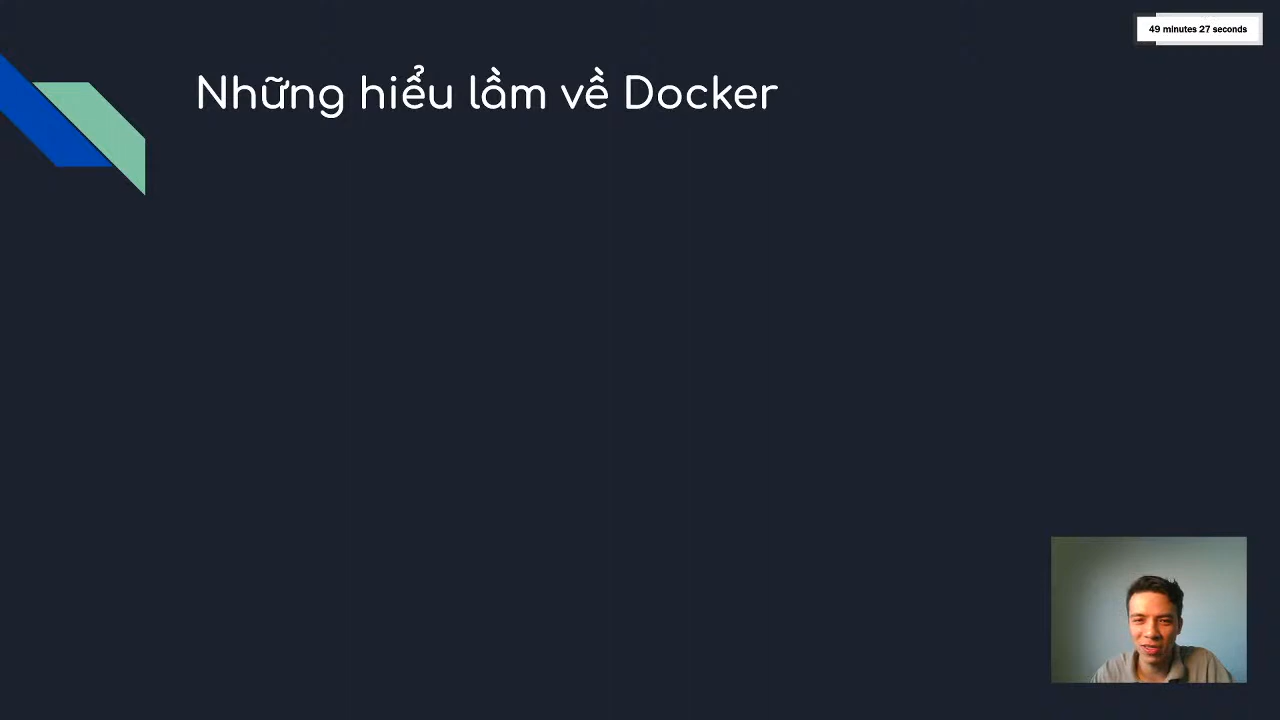 49 minutes 27 seconds
Những hiểu lầm về Docker